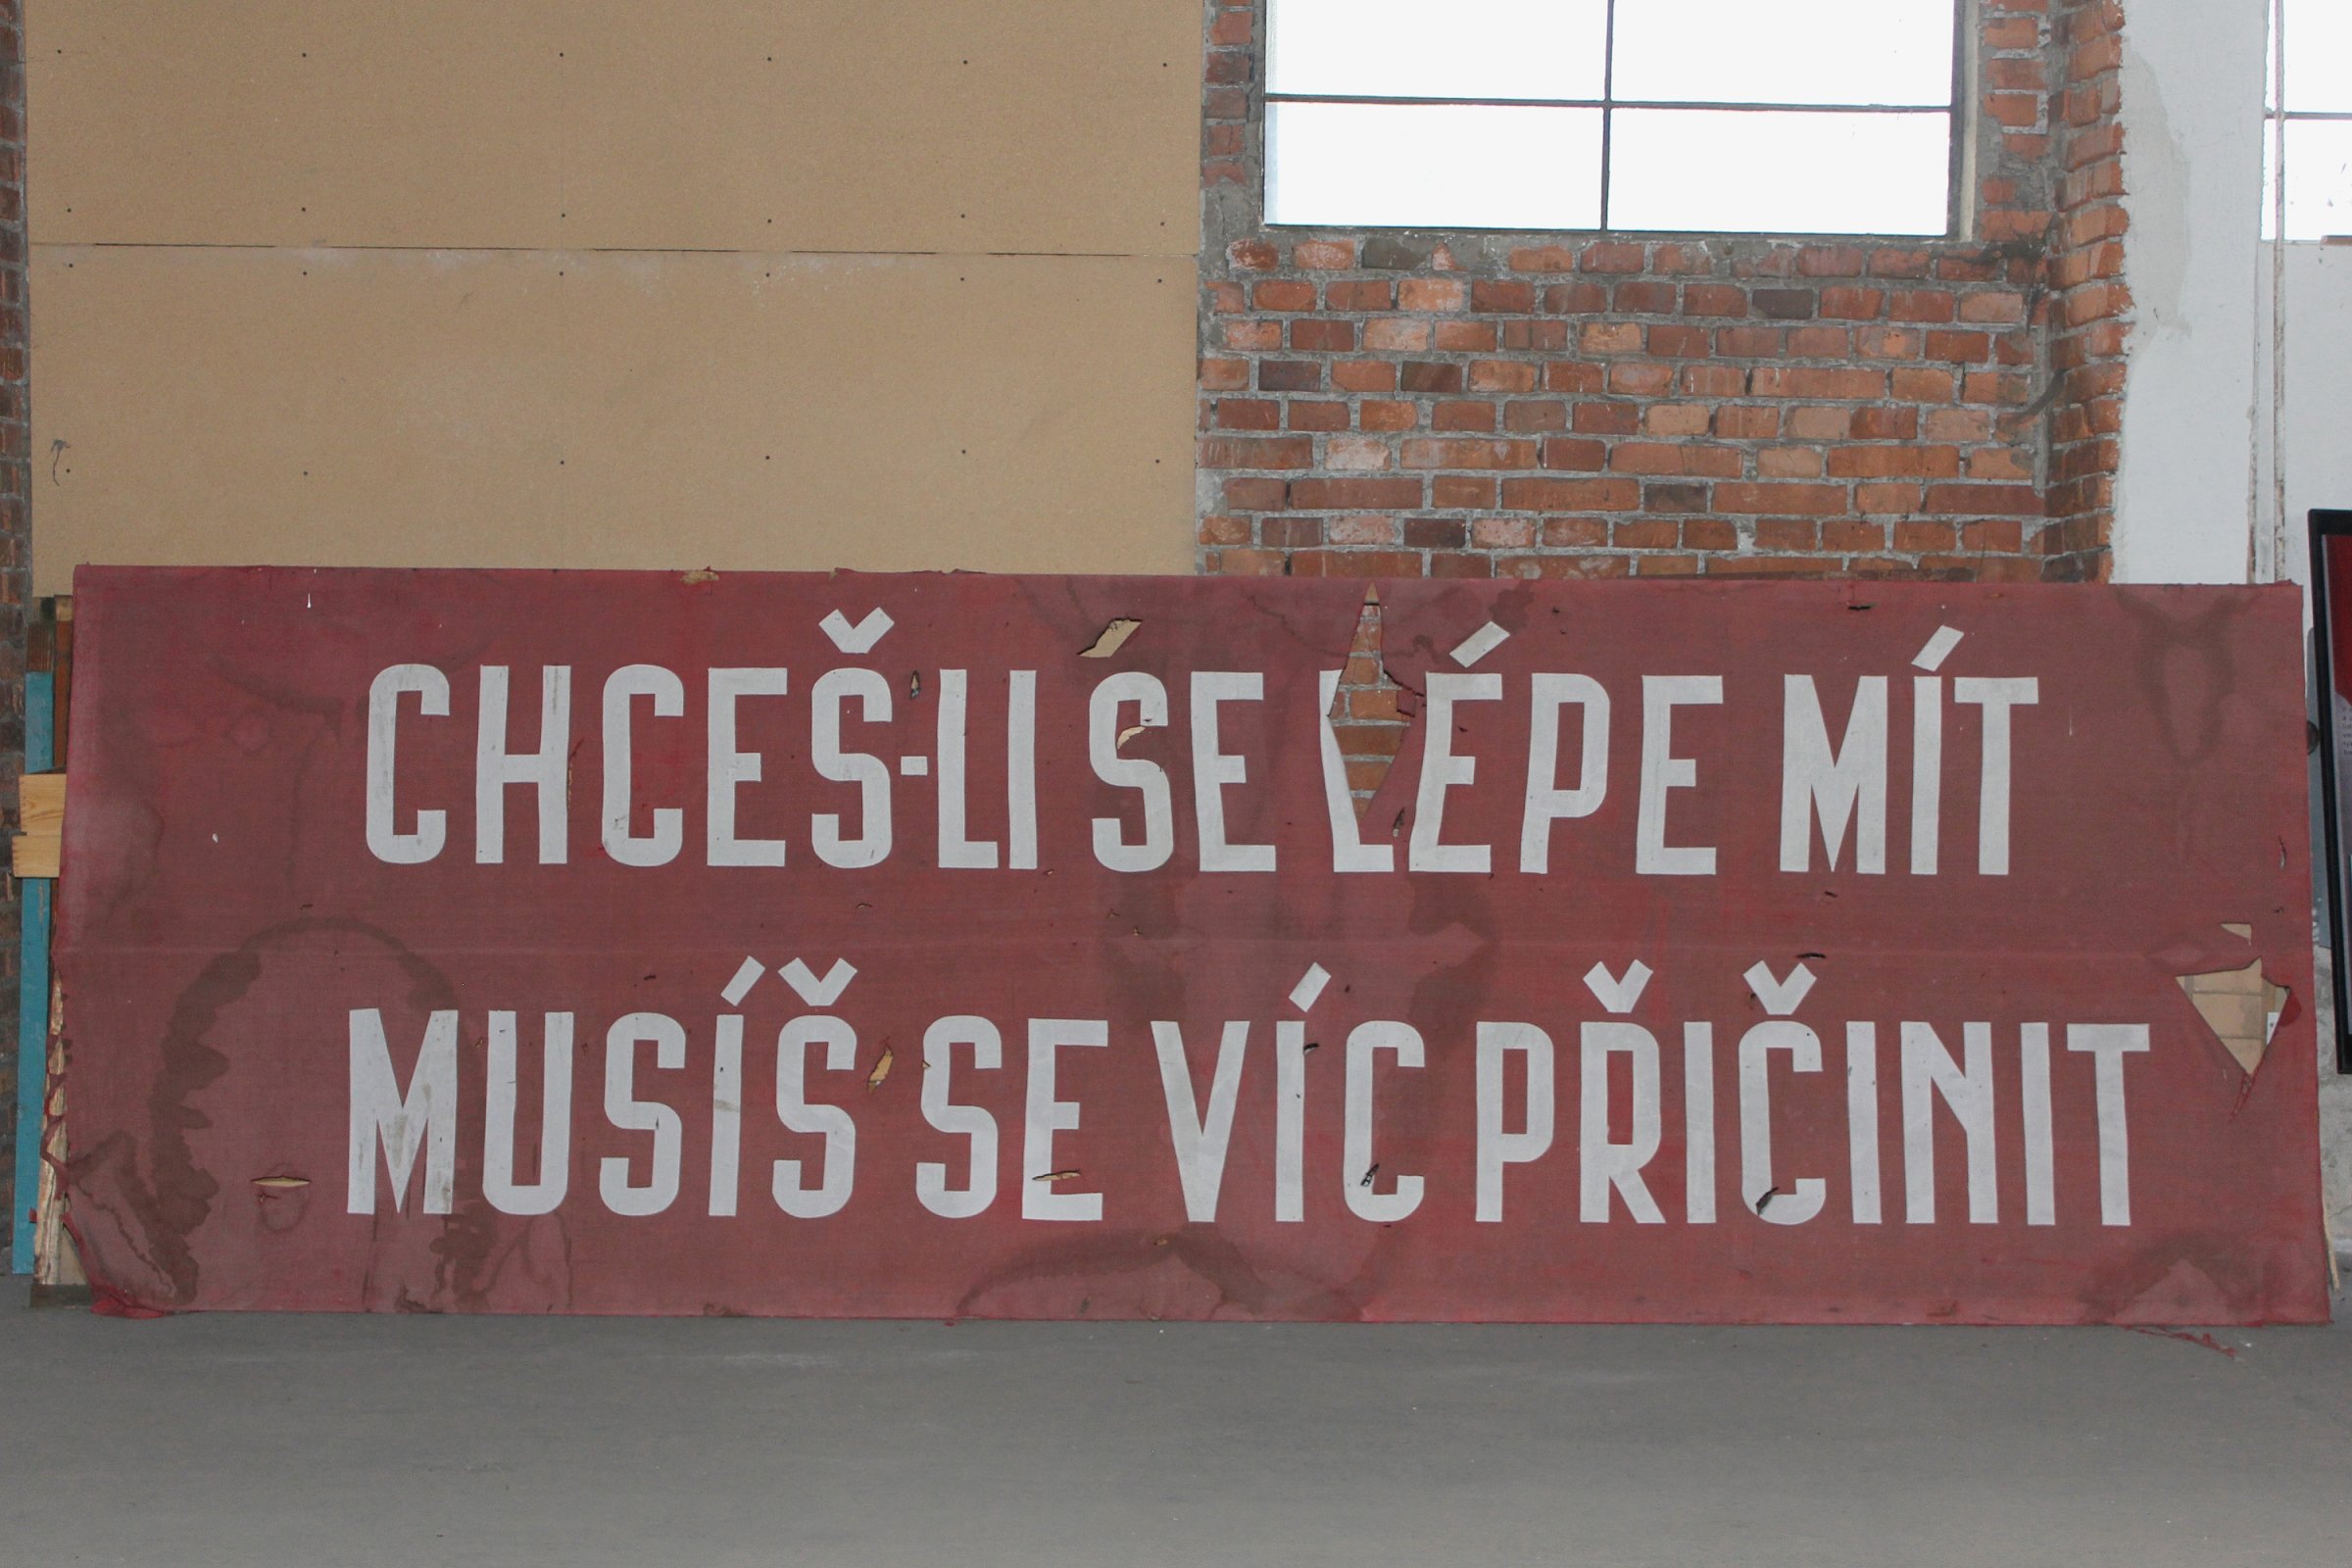 CHCEŠ-LI SE LÉPE MÍT
MUSÍŠ SE VÍC PŘIČINIT